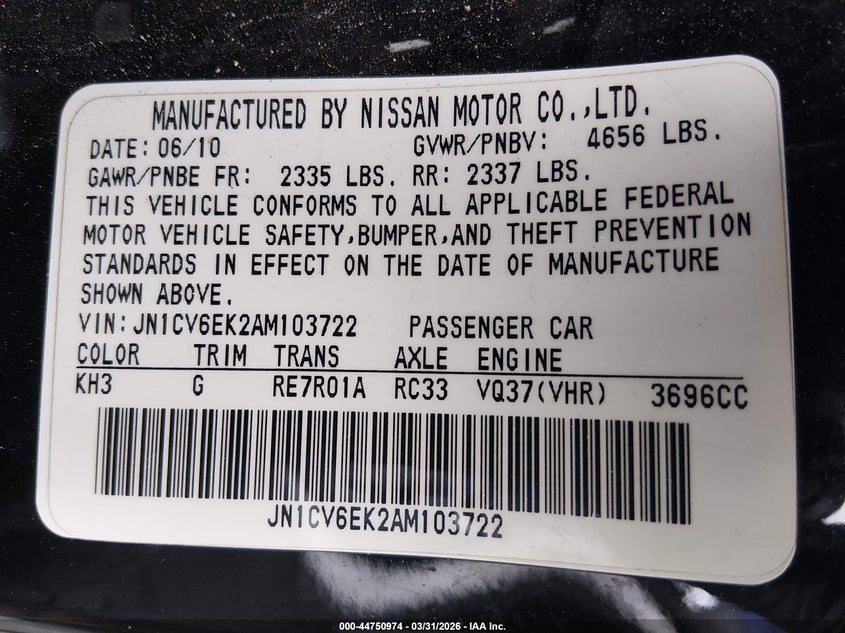 MANUFACTURED BY NISSAN MOTOR CO.,LTD.
DATE: 06/10 GVWR/PNBV: 4656 LBS.
GAWR/PNBE FR: 2335 LBS. RR: 2337 LBS.
THIS VEHICLE CONFORMS TO ALL APPLICABLE FEDERAL
MOTOR VEHICLE SAFETY,BUMPER,AND THEFT PREVENTION
STANDARDS IN EFFECT ON THE DATE OF MANUFACTURE
SHOWN ABOVE.
VIN: JN1CV6EK2AM103722 PASSENGER CAR
COLOR TRIM TRANS AXLE ENGINE
KH3 G RE7R01A RC33 VQ37(VHR) 3696CC
JN1CV6EK2AM103722
000-44750974 - 03/31/2026 - IAA Inc.